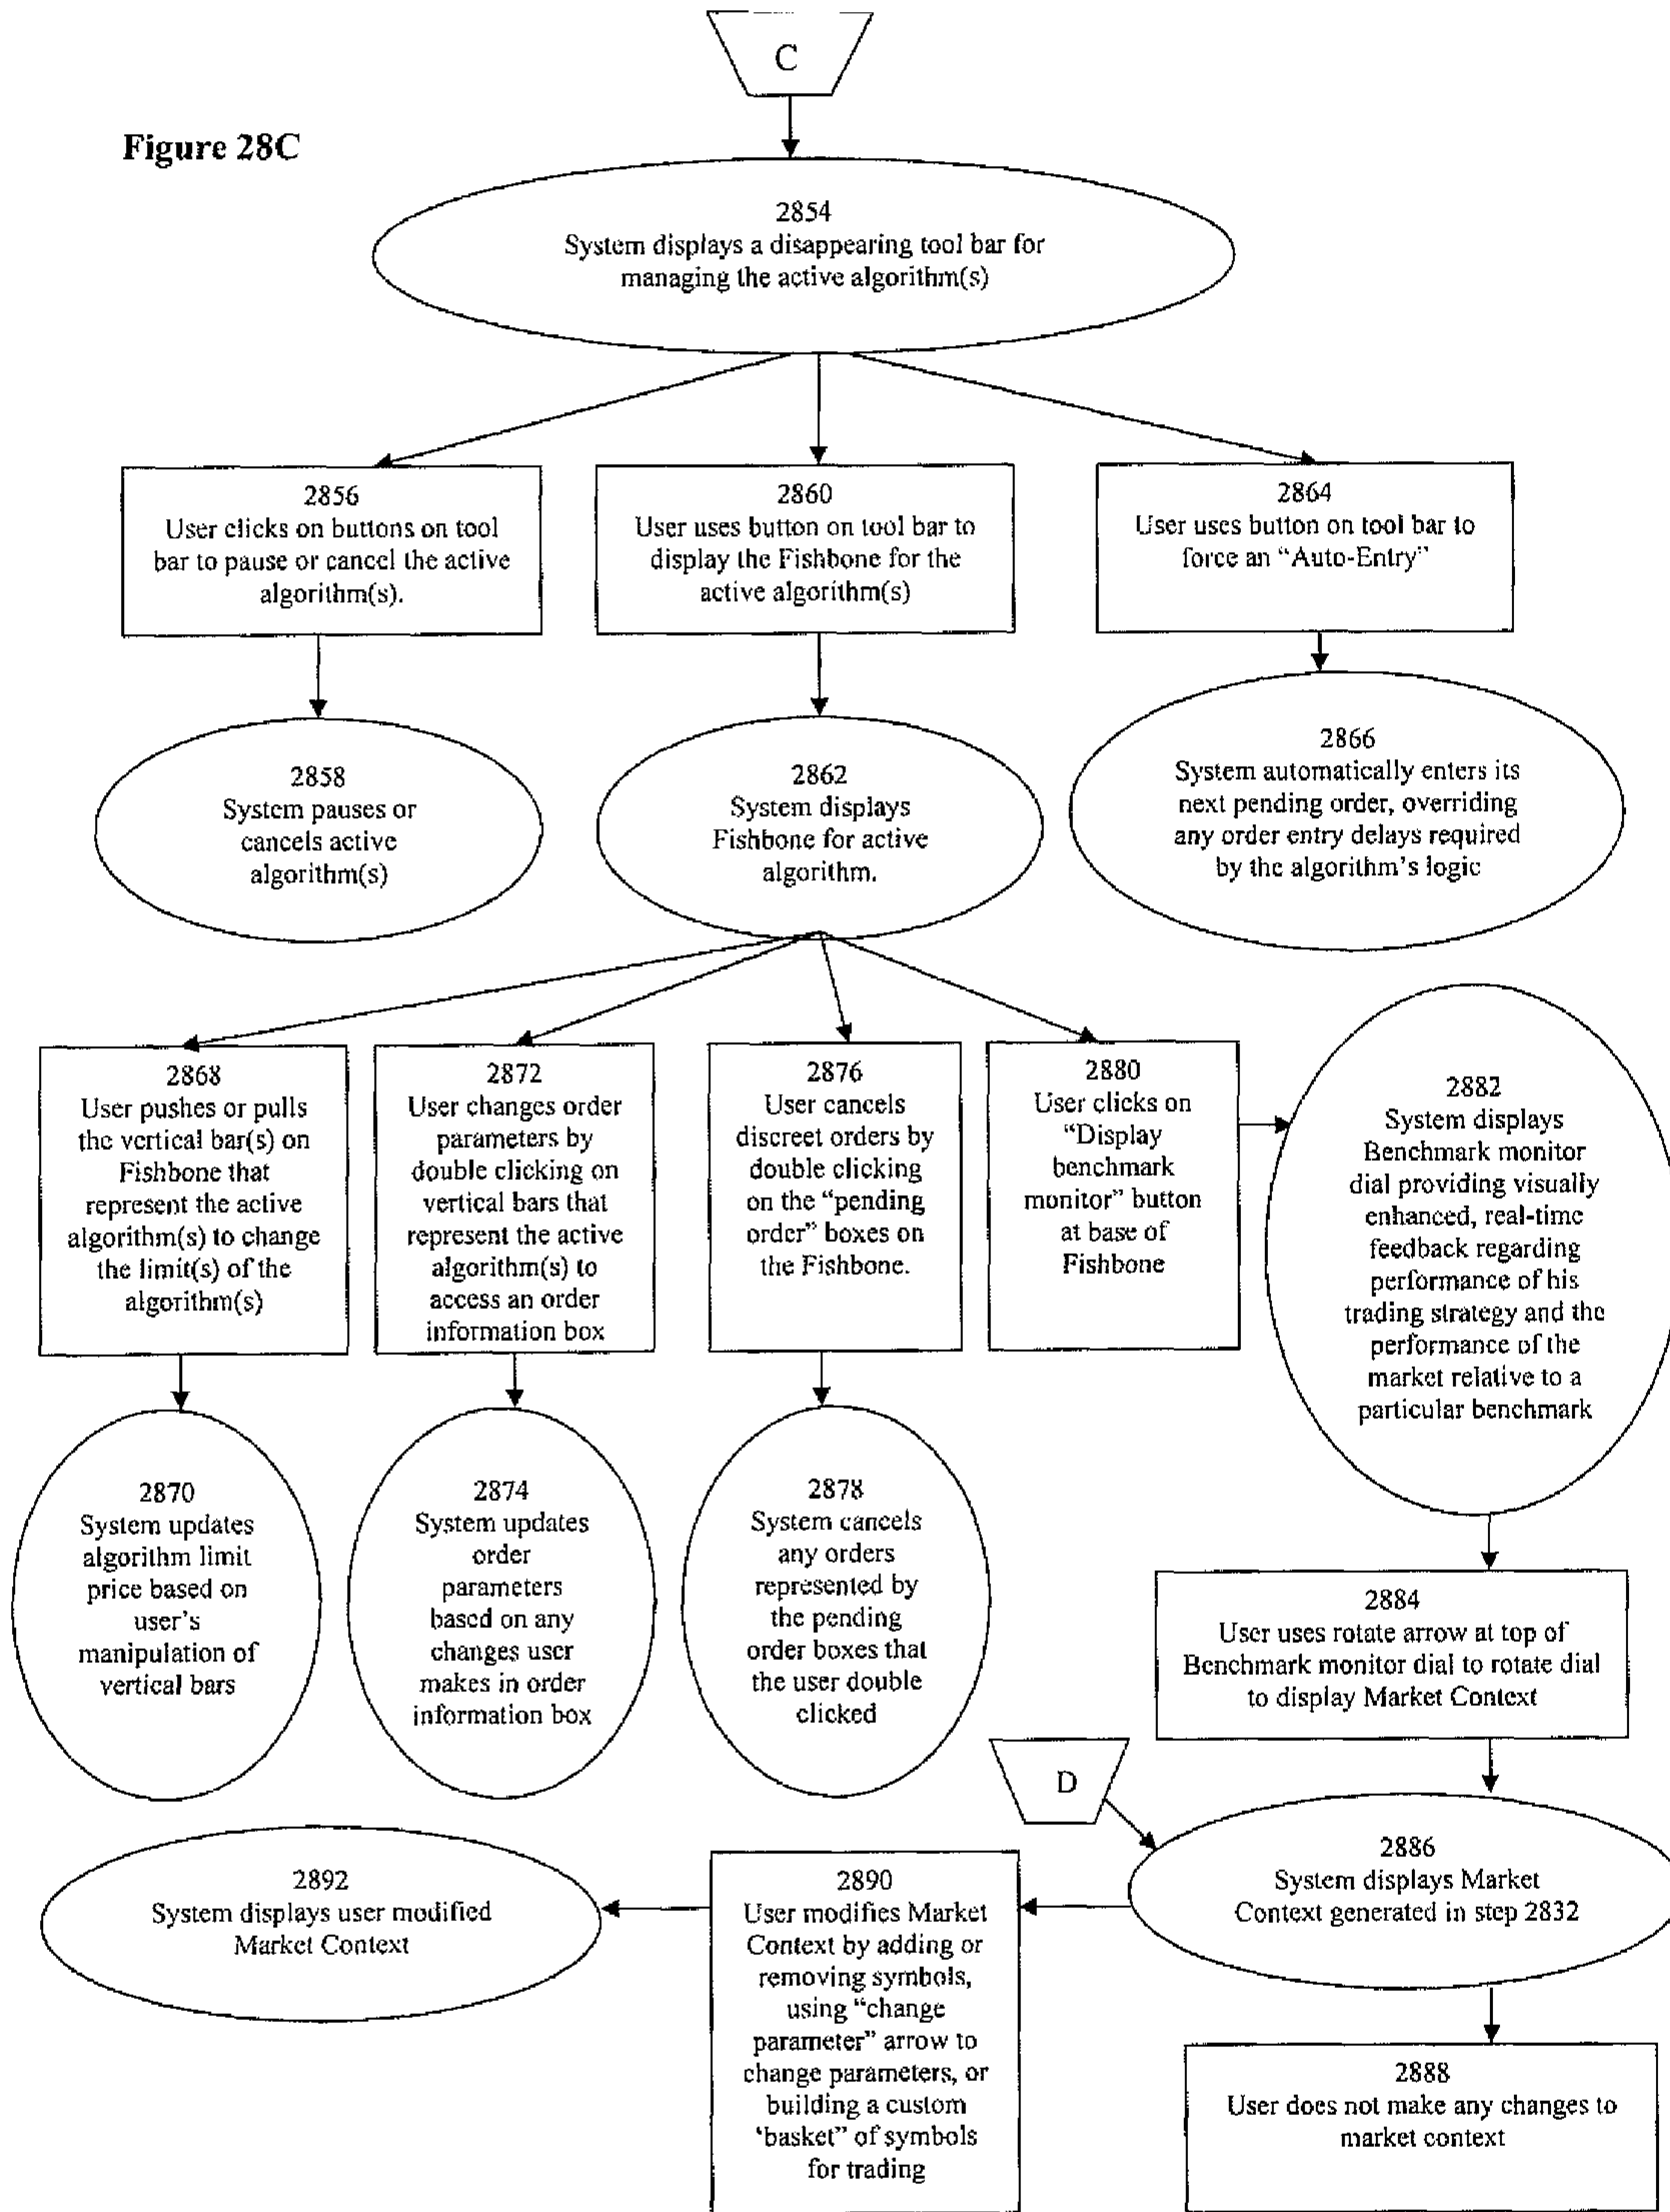 C
Figure 28C
2854
System displays a disappearing tool bar for
managing the active algorithm(s)
2856
User clicks on buttons on tool
bar to pause or cancel the active
algorithm(s).
2860
User uses button on tool bar to
display the Fishbone for the
active algorithm(s)
2864
User uses button on tool bar to
force an “Auto-Entry”
2858
System pauses or
cancels active
algorithm(s)
2862
System displays
Fishbone for active
algorithm.
2866
System automatically enters its
next pending order, overriding
any order entry delays required
by the algorithm's logic
2868
User pushes or pulls
the vertical bar(s) on
Fishbone that
represent the active
algorithm(s) to change
the limit(s) of the
algorithm(s)
2872
User changes order
parameters by
double clicking on
vertical bars that
represent the active
algorithm(s) to
access an order
information box
2876
User cancels
discreet orders by
double clicking
on the “pending
order” boxes on
the Fishbone.
2880
User clicks on
“Display
benchmark
monitor” button
at base of
Fishbone
2882
System displays
Benchmark monitor
dial providing visually
enhanced, real-time
feedback regarding
performance of his
trading strategy and the
performance of the
market relative to a
particular benchmark
2870
System updates
algorithm limit
price based on
user's
manipulation of
vertical bars
2874
System updates
order
parameters
based on any
changes user
makes in order
information box
2878
System cancels
any orders
represented by
the pending
order boxes that
the user double
clicked
2884
User uses rotate arrow at top of
Benchmark monitor dial to rotate dial
to display Market Context
D
2886
System displays Market
Context generated in step 2832
2890
User modifies Market
Context by adding or
removing symbols,
using “change
parameter” arrow to
change parameters, or
building a custom
‘basket” of symbols
for trading
2892
System displays user modified
Market Context
2888
User does not make any changes to
market context